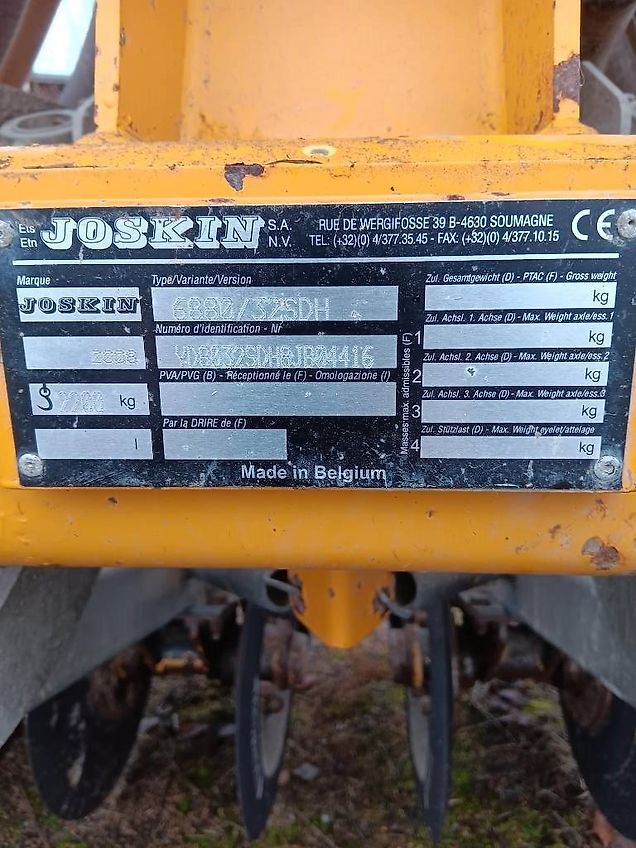 Ets
Etn
JOSKIN S.A.
N.V.
RUE DE WERGIFOSSE 39 B-4630 SOUMAGNE
TEL: (+32)(0) 4/377.35.45 - FAX: (+32)(0) 4/377.10.15
CE
Marque
JOSKIN
2008
2200 kg
l
Type/Variante/Version
6880/32SDH
Numéro d'identification - Nr
PVA/PVG (B) - Réceptionné le (F) - Omologazione (I)
Par la DRIRE de (F)
Masses max. admissibles (F)
Zul. Gesamtgewicht (D) - PTAC (F) - Gross weight
kg
Zul. Achsl. 1. Achse (D) - Max. Weight axle/ess.1
1 kg
Zul. Achsl. 2. Achse (D) - Max. Weight axle/ess.2
2 kg
Zul. Achsl. 3. Achse (D) - Max. Weight axle/ess.3
3 kg
Zul. Stützlast (D) - Max. Weight eyelet/attelage
4 kg
Made in Belgium